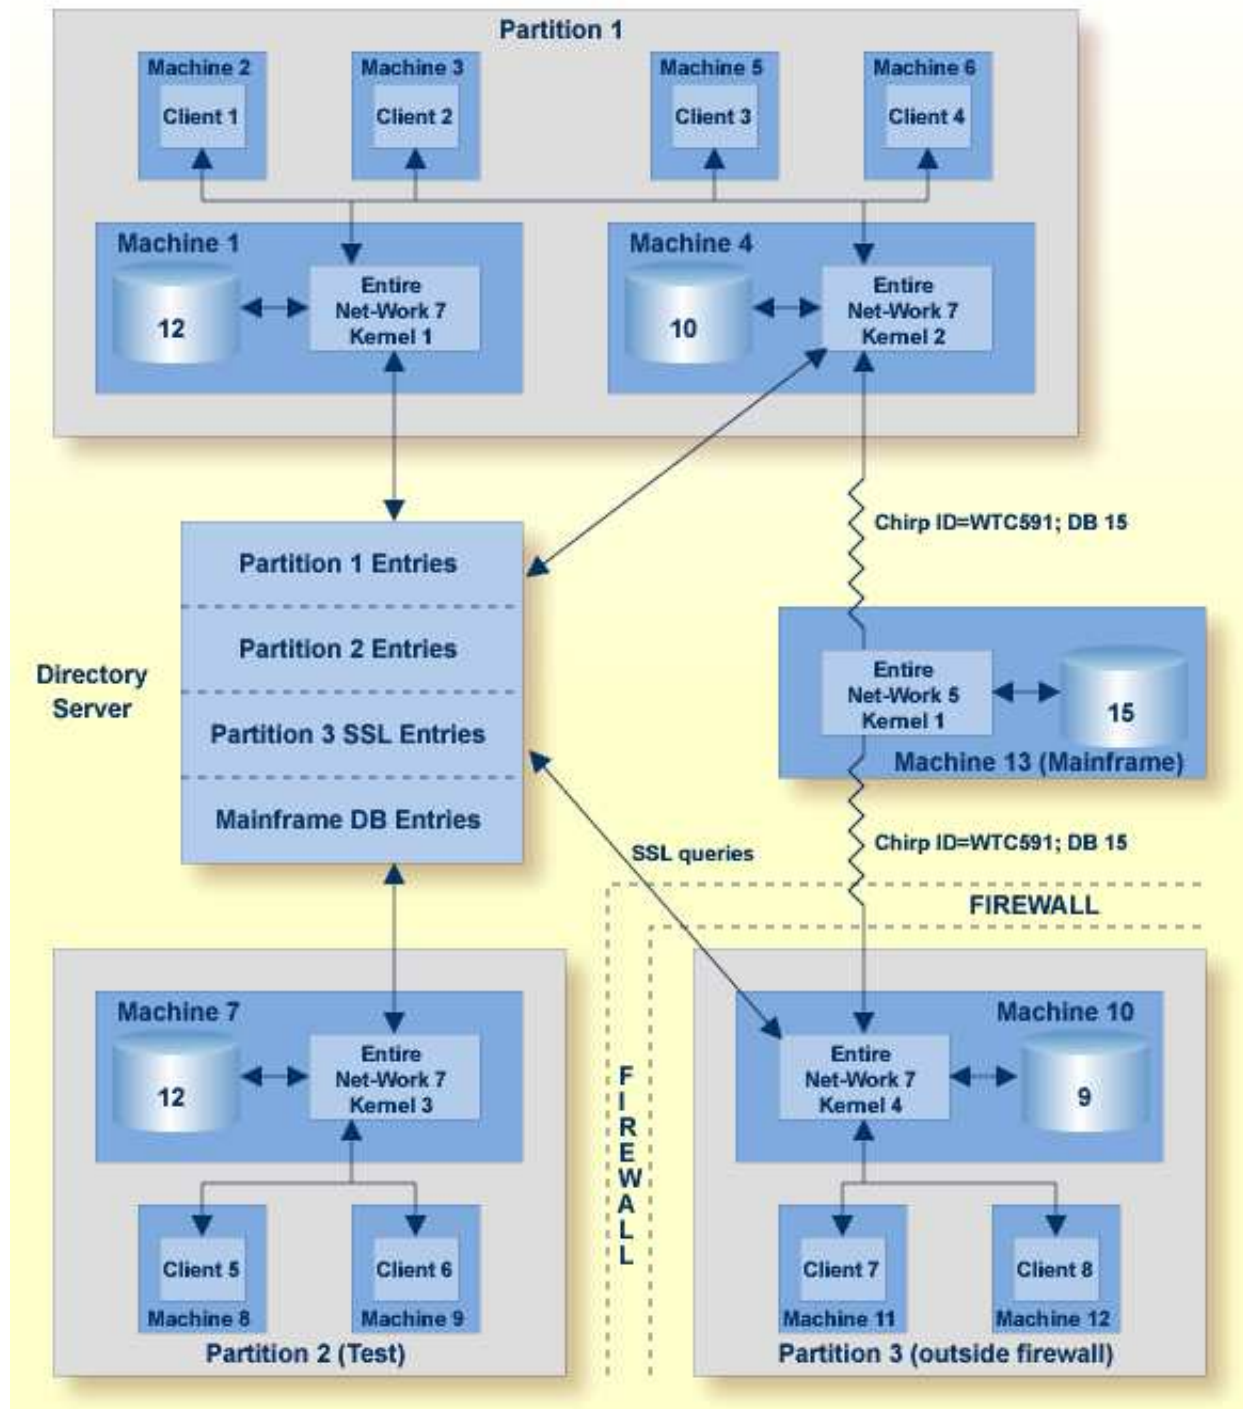 Partition 1
Machine 2
Client 1
Machine 3
Client 2
Machine 5
Client 3
Machine 6
Client 4
Machine 1
12
Entire
Net-Work 7
Kernel 1
Machine 4
10
Entire
Net-Work 7
Kernel 2
Chirp ID=WTC591; DB 15
Directory
Server
Partition 1 Entries
Partition 2 Entries
Partition 3 SSL Entries
Mainframe DB Entries
Entire
Net-Work 5
Kernel 1
15
Machine 13 (Mainframe)
Chirp ID=WTC591; DB 15
SSL queries
FIREWALL
FIREWALL
Machine 7
12
Entire
Net-Work 7
Kernel 3
Client 5
Machine 8
Client 6
Machine 9
Partition 2 (Test)
Machine 10
Entire
Net-Work 7
Kernel 4
9
Client 7
Machine 11
Client 8
Machine 12
Partition 3 (outside firewall)